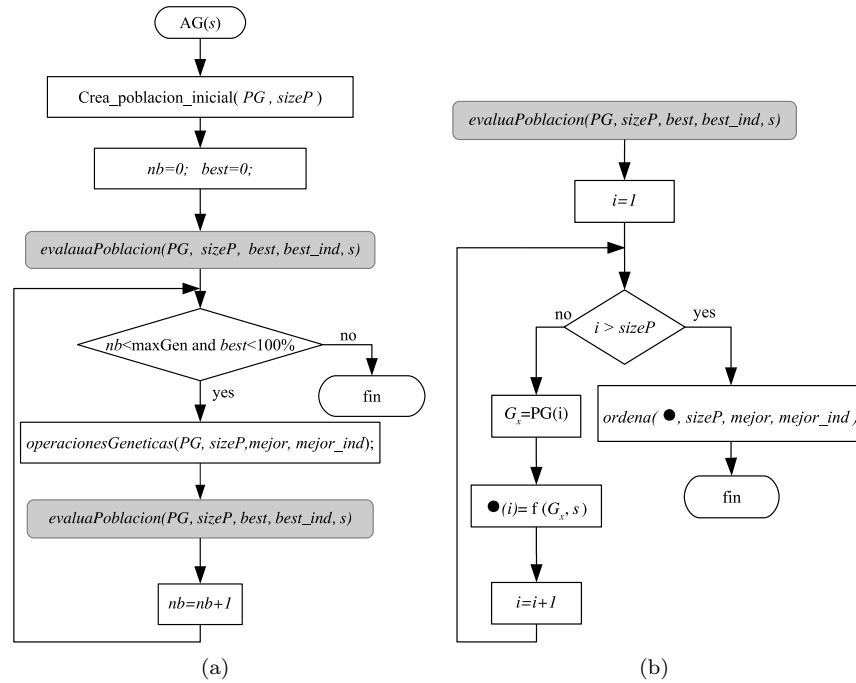 AG(s)
Crea_poblacion_inicial( PG , sizeP )
nb=0; best=0;
evalauaPoblacion(PG, sizeP, best, best_ind, s)
nb<maxGen and best<100%
no
yes
fin
operacionesGeneticas(PG, sizeP,mejor, mejor_ind);
evaluaPoblacion(PG, sizeP, best, best_ind, s)
nb=nb+1
(a)
evaluaPoblacion(PG, sizeP, best, best_ind, s)
i=1
i > sizeP
no
yes
G_x=PG(i)
ordena( ●, sizeP, mejor, mejor_ind )
●(i)= f (G_x, s)
fin
i=i+1
(b)